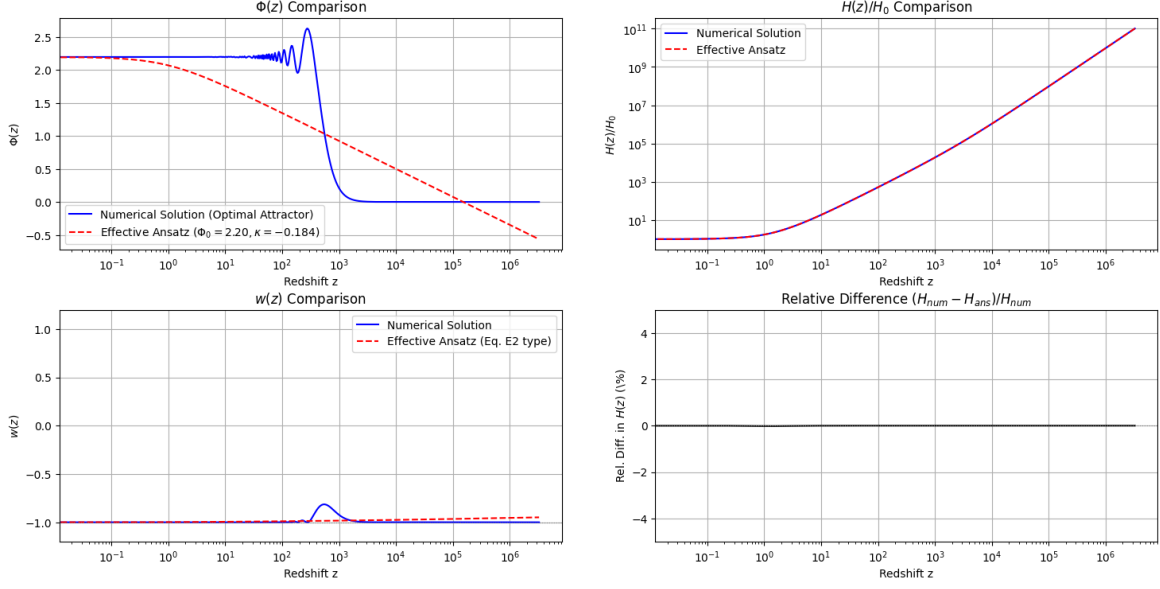 Φ(z) Comparison
Φ(z)
2.5
2.0
1.5
1.0
0.5
0.0
−0.5
Numerical Solution (Optimal Attractor)
Effective Ansatz (Φ₀ = 2.20, κ = −0.184)
10⁻¹ 10⁰ 10¹ 10² 10³ 10⁴ 10⁵ 10⁶
Redshift z
H(z)/H₀ Comparison
H(z)/H₀
10¹¹
10⁹
10⁷
10⁵
10³
10¹
Numerical Solution
Effective Ansatz
10⁻¹ 10⁰ 10¹ 10² 10³ 10⁴ 10⁵ 10⁶
Redshift z
w(z) Comparison
w(z)
1.0
0.5
0.0
−0.5
−1.0
Numerical Solution
Effective Ansatz (Eq. E2 type)
10⁻¹ 10⁰ 10¹ 10² 10³ 10⁴ 10⁵ 10⁶
Redshift z
Relative Difference (Hₙᵤₘ − Hₐₙₛ)/Hₙᵤₘ
Rel. Diff. in H(z) (\%)
4
2
0
−2
−4
10⁻¹ 10⁰ 10¹ 10² 10³ 10⁴ 10⁵ 10⁶
Redshift z